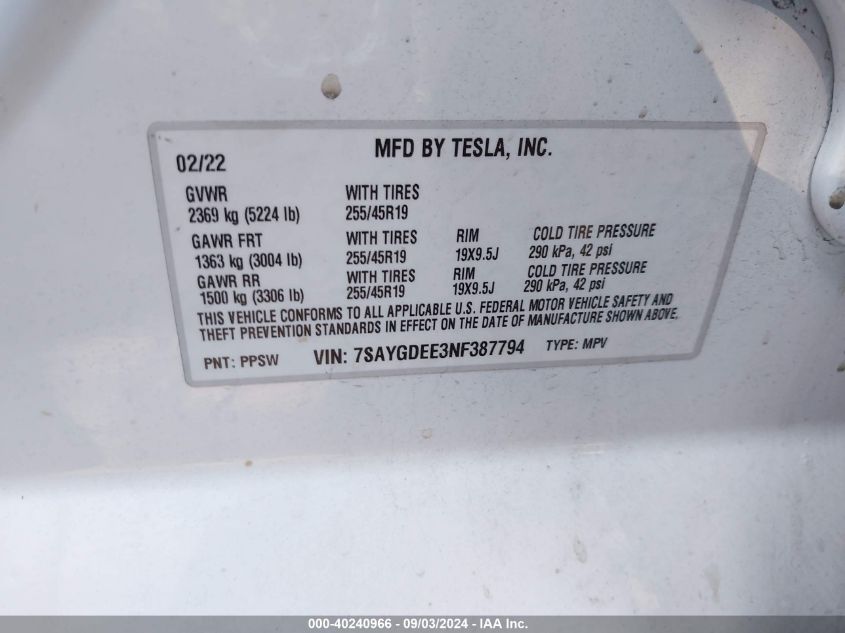 MFD BY TESLA, INC.
02/22
GVWR WITH TIRES
2369 kg (5224 lb) 255/45R19
GAWR FRT WITH TIRES RIM COLD TIRE PRESSURE
1363 kg (3004 lb) 255/45R19 19X9.5J 290 kPa, 42 psi
GAWR RR WITH TIRES RIM COLD TIRE PRESSURE
1500 kg (3306 lb) 255/45R19 19X9.5J 290 kPa, 42 psi
THIS VEHICLE CONFORMS TO ALL APPLICABLE U.S. FEDERAL MOTOR VEHICLE SAFETY AND
THEFT PREVENTION STANDARDS IN EFFECT ON THE DATE OF MANUFACTURE SHOWN ABOVE.
PNT: PPSW VIN: 7SAYGDEE3NF387794 TYPE: MPV
000-40240966 - 09/03/2024 - IAA Inc.